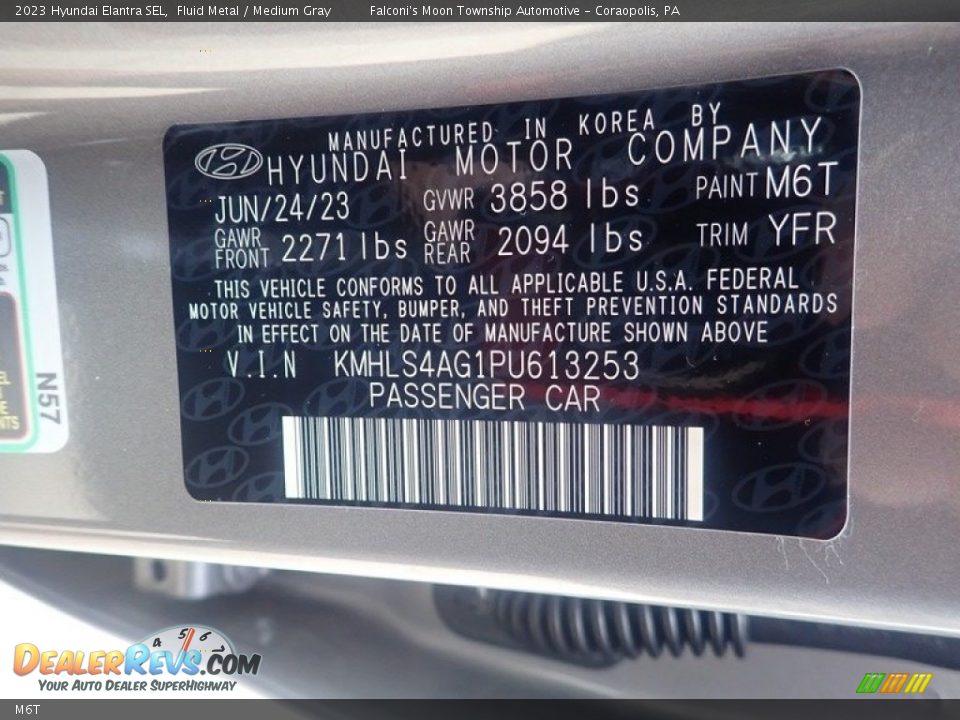 2023 Hyundai Elantra SEL, Fluid Metal / Medium Gray Falconi's Moon Township Automotive - Coraopolis, PA
MANUFACTURED IN KOREA BY
HYUNDAI MOTOR COMPANY
JUN/24/23 GVWR 3858 lbs PAINT M6T
GAWR FRONT 2271 lbs GAWR REAR 2094 lbs TRIM YFR
THIS VEHICLE CONFORMS TO ALL APPLICABLE U.S.A. FEDERAL
MOTOR VEHICLE SAFETY, BUMPER, AND THEFT PREVENTION STANDARDS
IN EFFECT ON THE DATE OF MANUFACTURE SHOWN ABOVE
V.I.N KMHLS4AG1PU613253
PASSENGER CAR
N57
4 5 6
DealerRevs.com
Your Auto Dealer SuperHighway
M6T